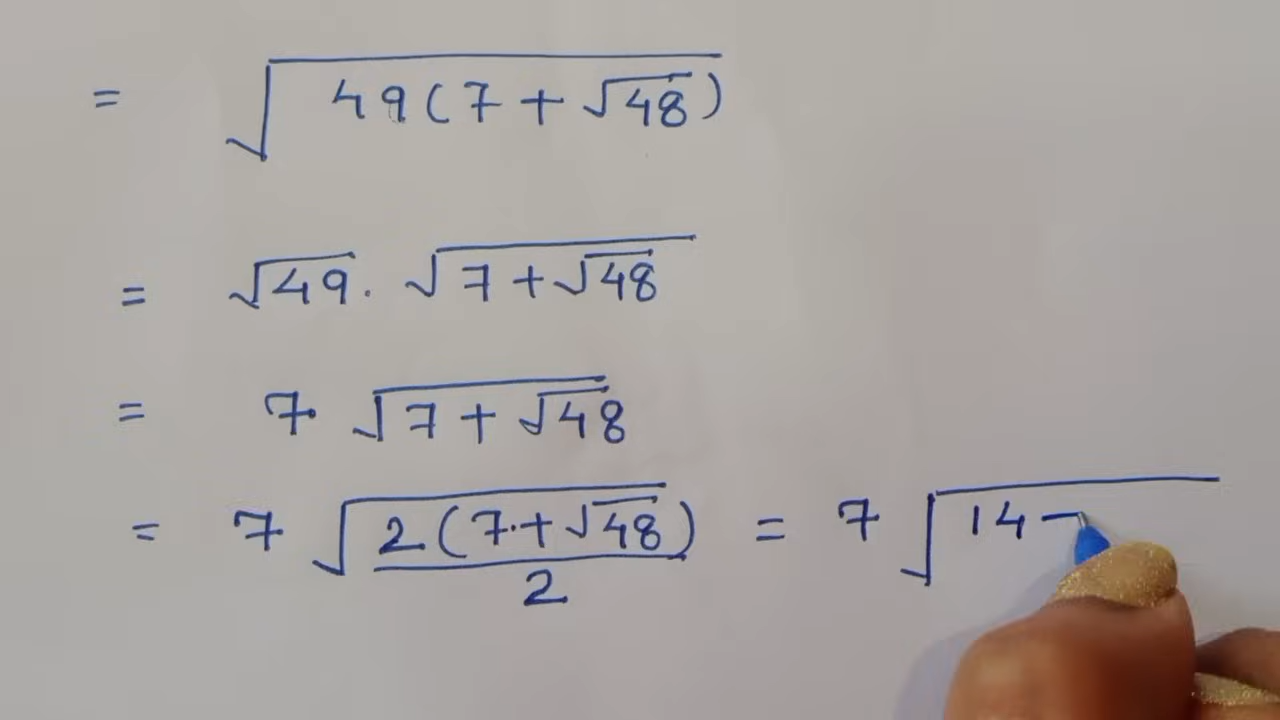 = √49(7 + √48)
= √49 . √7 + √48
= 7 √7 + √48
= 7 √2(7 + √48)/2 = 7 √14 −